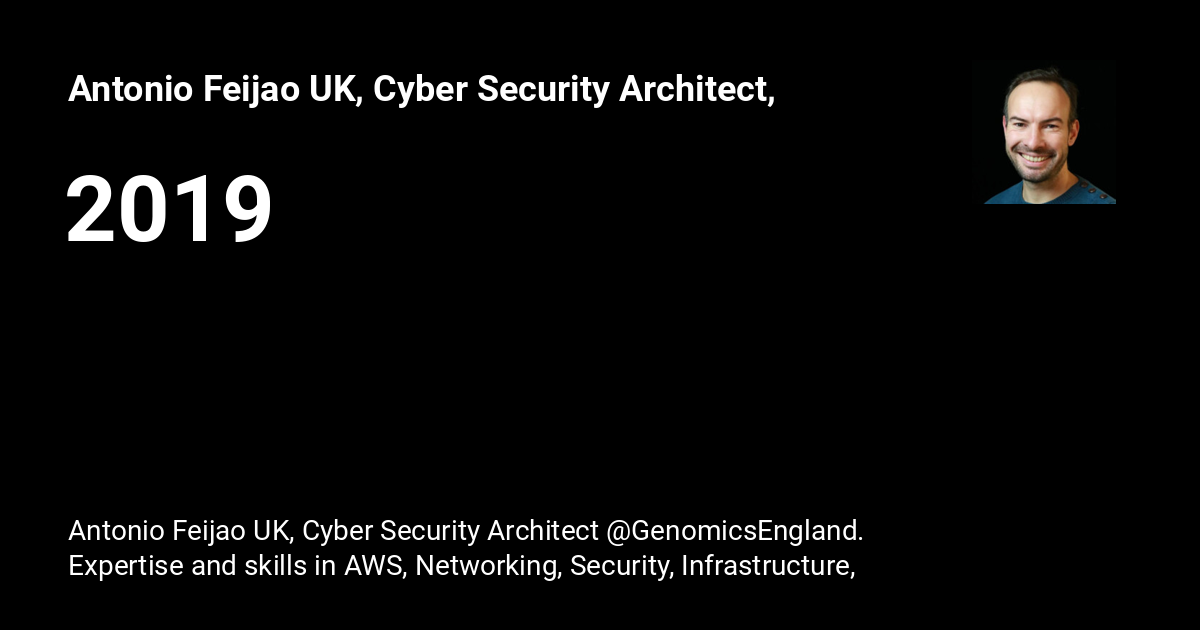 Antonio Feijao UK, Cyber Security Architect,
2019
Antonio Feijao UK, Cyber Security Architect @GenomicsEngland.
Expertise and skills in AWS, Networking, Security, Infrastructure,